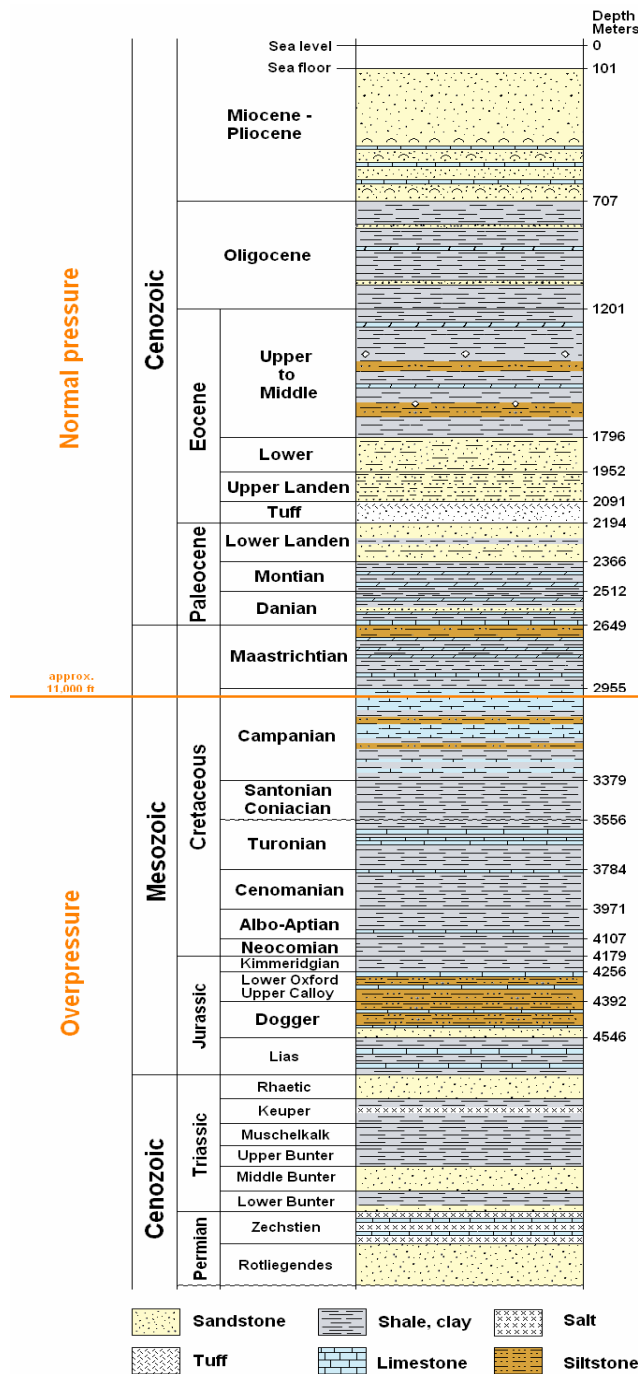 Depth
Meters
Sea level
0
Sea floor
101
Miocene -
Pliocene
707
Oligocene
1201
Upper
to
Middle
1796
Lower
1952
Upper Landen
2091
Tuff
2194
Lower Landen
2366
Montian
2512
Danian
2649
Maastrichtian
approx.
11,000 ft
2955
Campanian
3379
Santonian
Coniacian
3556
Turonian
3784
Cenomanian
3971
Albo-Aptian
4107
Neocomian
4179
Kimmeridgian
4256
Lower Oxford
Upper Calloy
4392
Dogger
4546
Lias
Rhaetic
Keuper
Muschelkalk
Upper Bunter
Middle Bunter
Lower Bunter
Zechstien
Rotliegendes
Normal pressure
Overpressure
Cenozoic
Mesozoic
Cenozoic
Eocene
Paleocene
Cretaceous
Jurassic
Triassic
Permian
Sandstone
Shale, clay
Salt
Tuff
Limestone
Siltstone